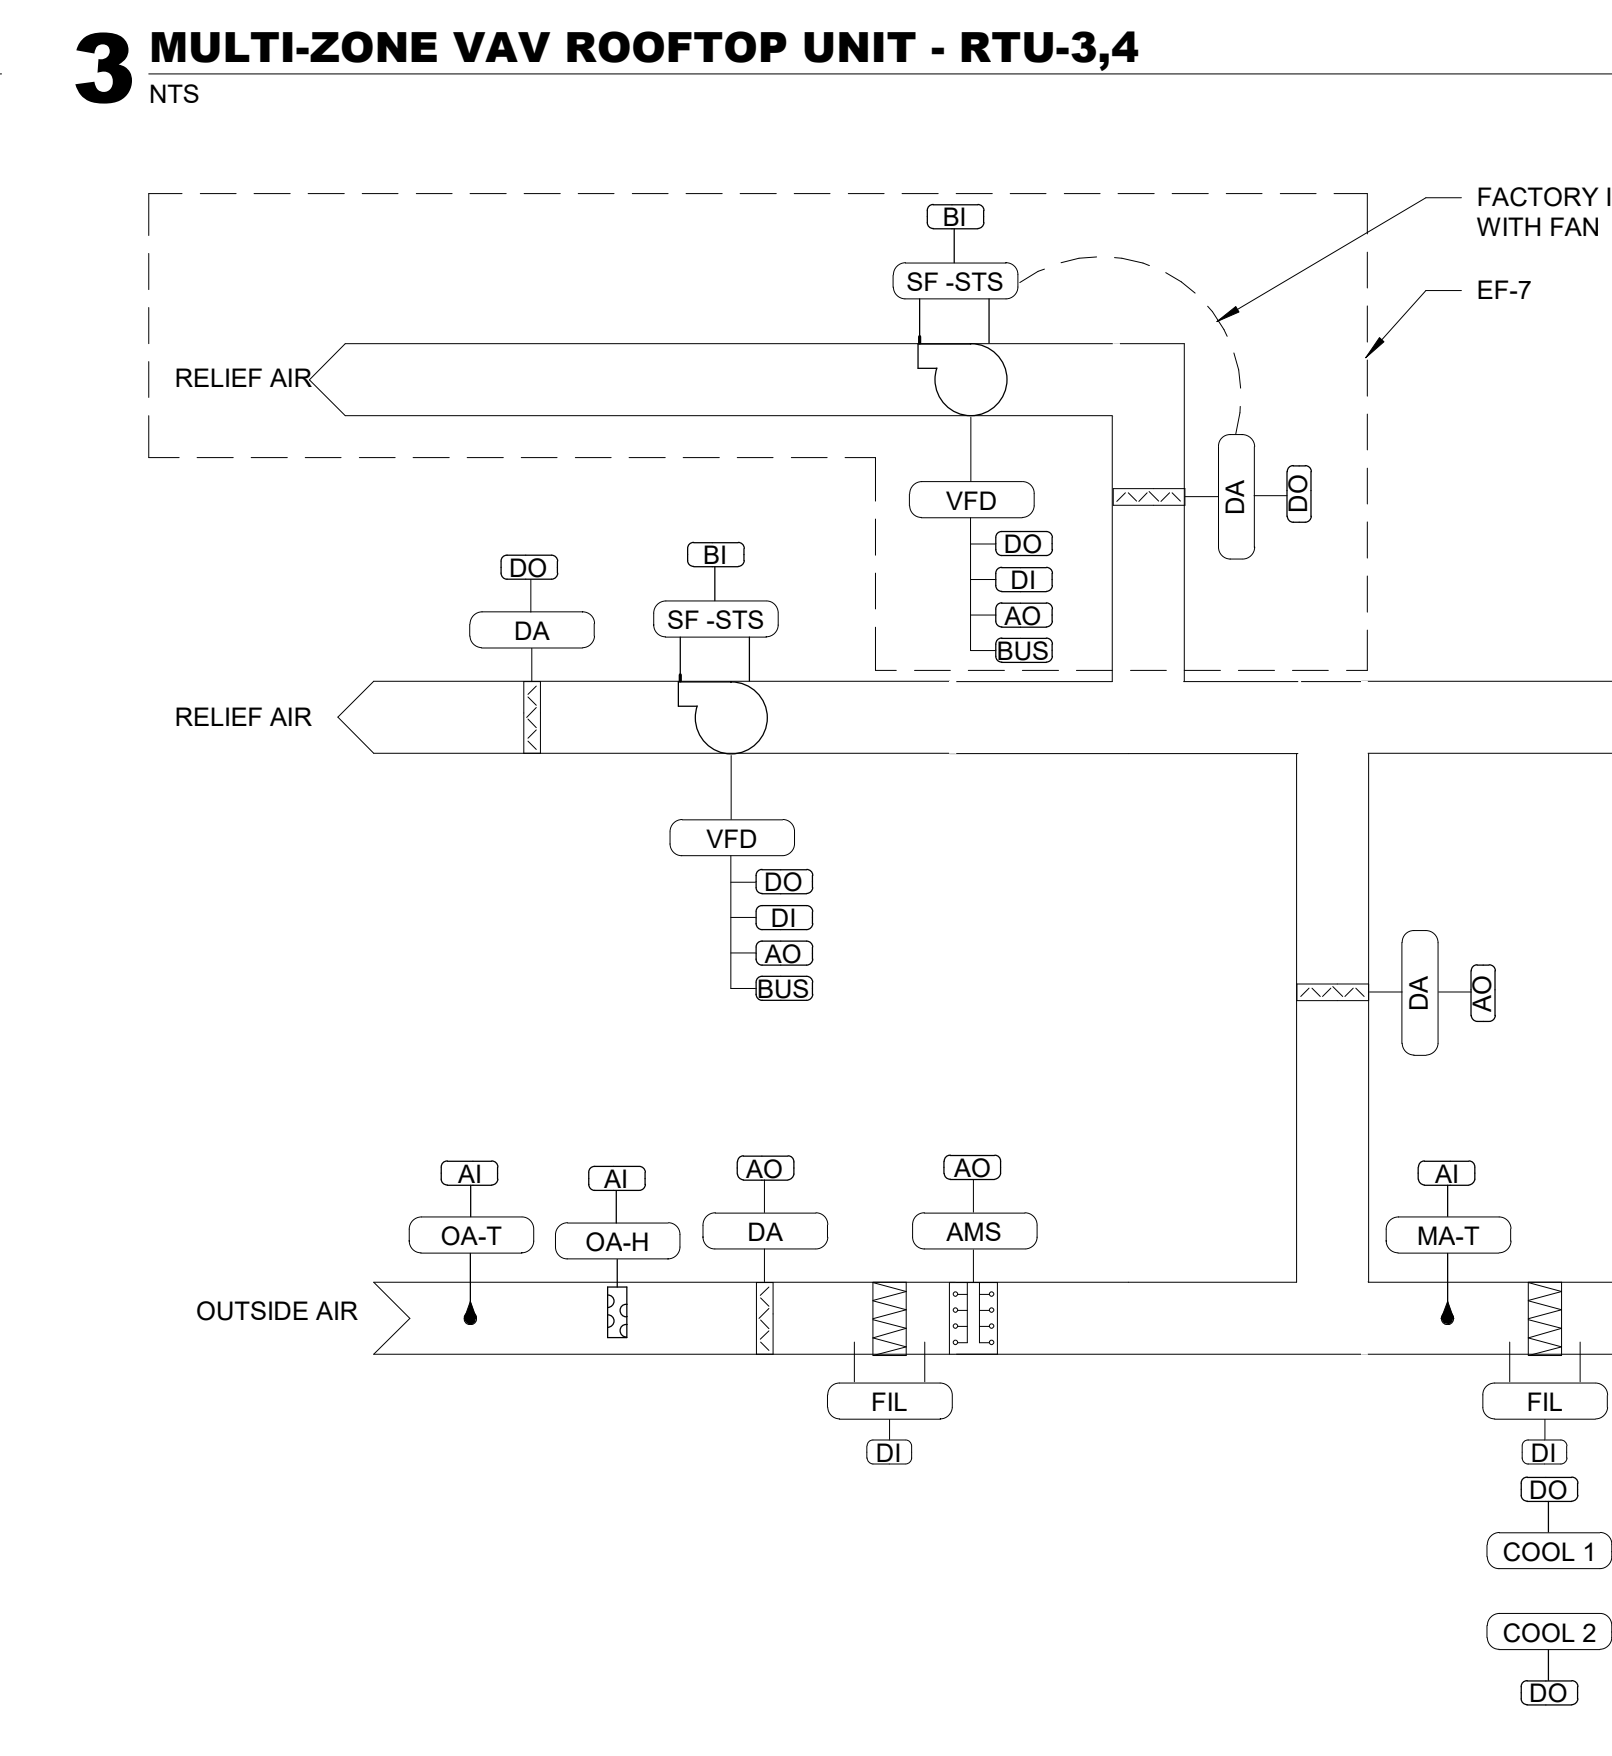 3 MULTI-ZONE VAV ROOFTOP UNIT - RTU-3,4
NTS
FACTORY
WITH FAN
BI
SF -STS
EF-7
RELIEF AIR
VFD
DA
DO
DO
DI
AO
BUS
DO
DA
BI
SF -STS
RELIEF AIR
VFD
DO
DI
AO
BUS
DA
AO
AI
OA-T
AI
OA-H
AO
DA
AO
AMS
AI
MA-T
OUTSIDE AIR
FIL
DI
FIL
DI
DO
COOL 1
COOL 2
DO